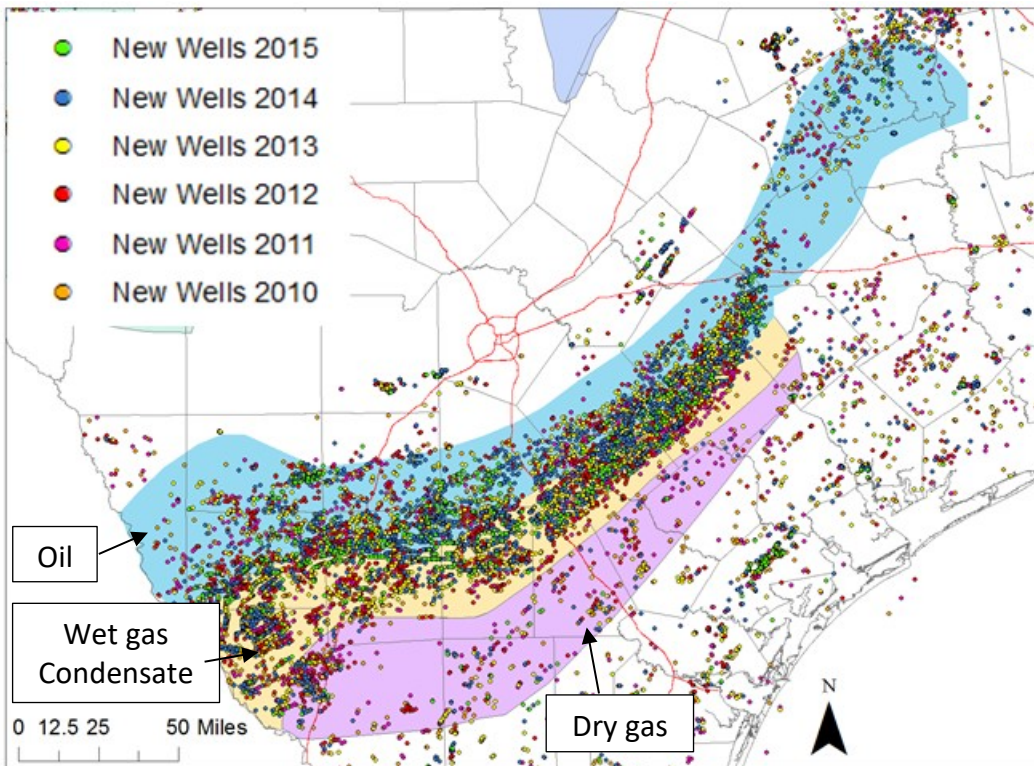 New Wells 2015
New Wells 2014
New Wells 2013
New Wells 2012
New Wells 2011
New Wells 2010
Oil
Wet gas
Condensate
Dry gas
0 12.5 25 50 Miles
N